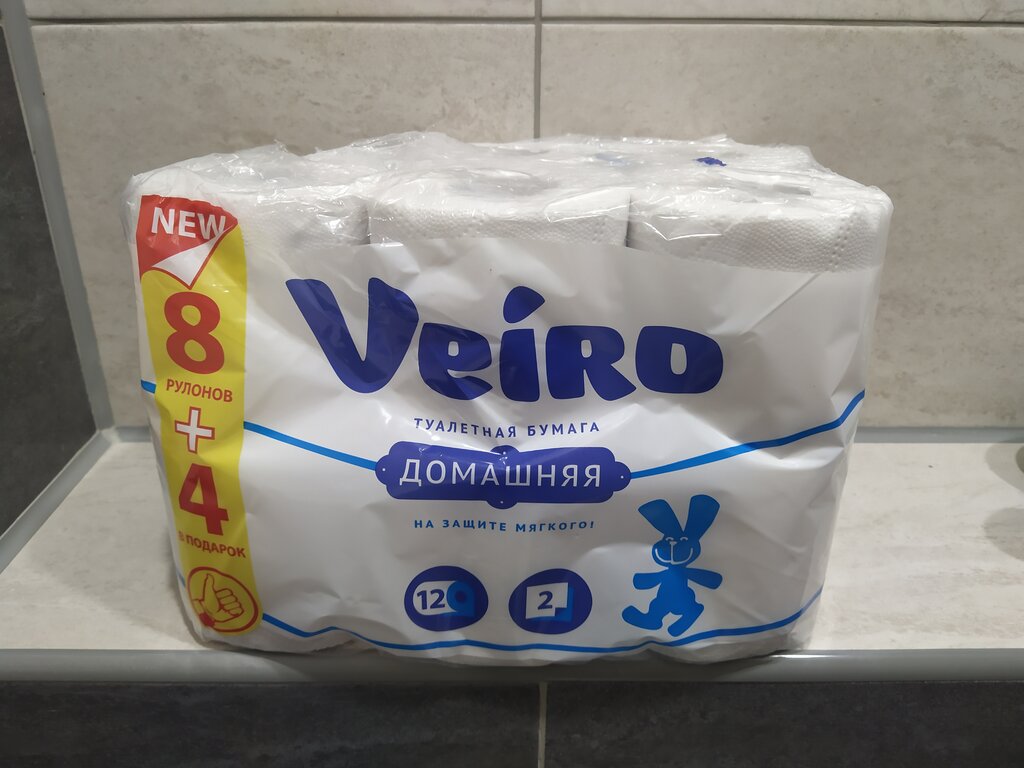 NEW
8
РУЛОНОВ
+
4
В ПОДАРОК
Veiro
ТУАЛЕТНАЯ БУМАГА
ДОМАШНЯЯ
НА ЗАЩИТЕ МЯГКОГО!
12
2